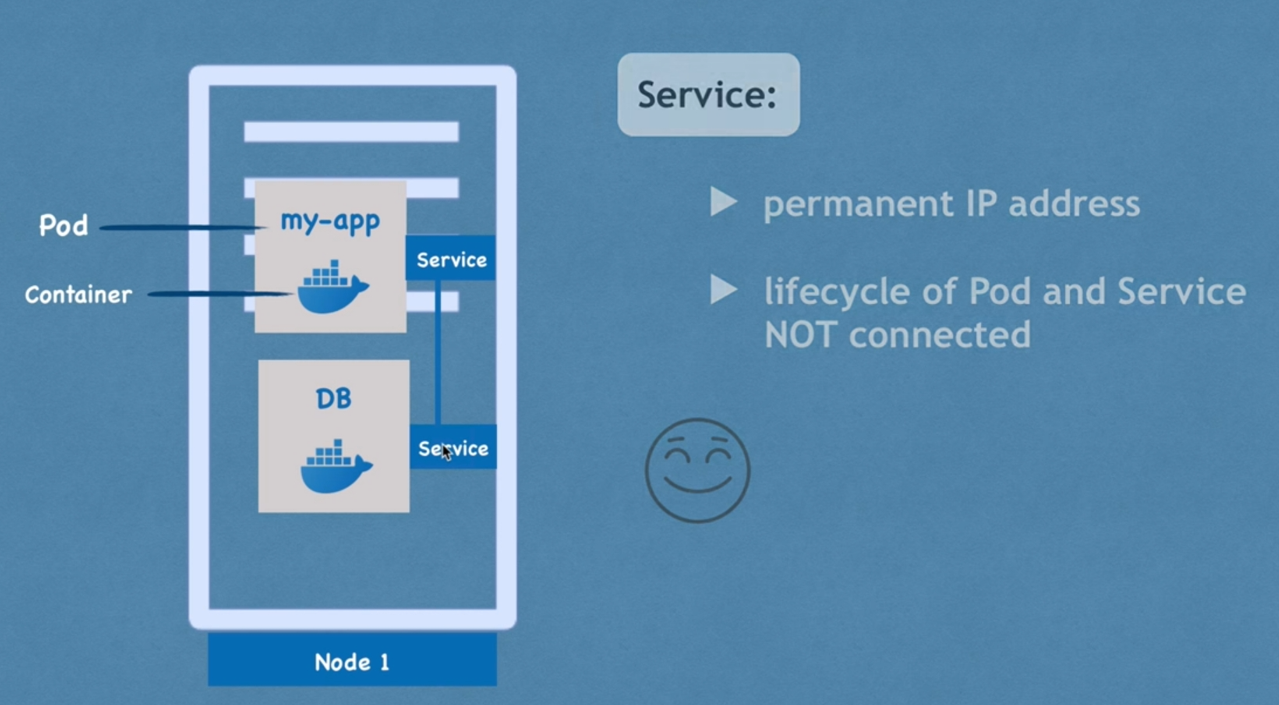 Service:
permanent IP address
lifecycle of Pod and Service
NOT connected
Pod
Container
my-app
Service
DB
Service
Node 1